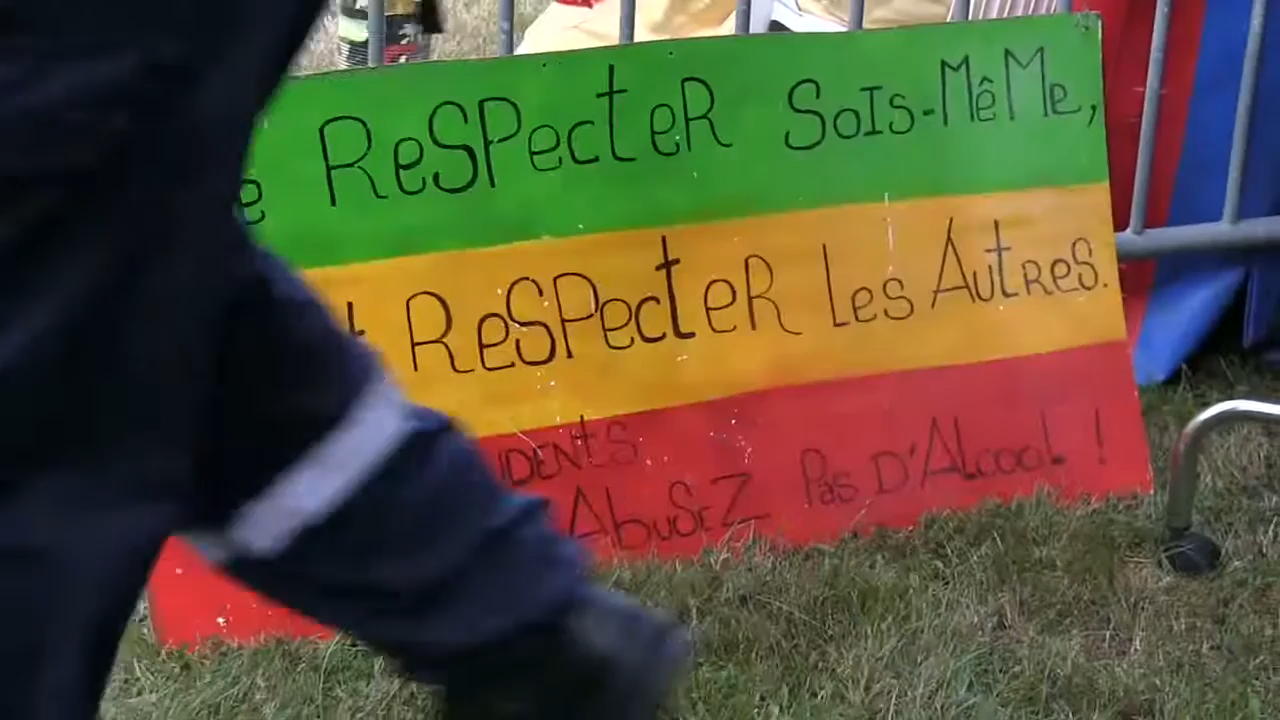 ReSPecteR SoIs-MêMe,
ReSPecteR Les AutRes.
AbuSEZ Pas D'ALcooL !